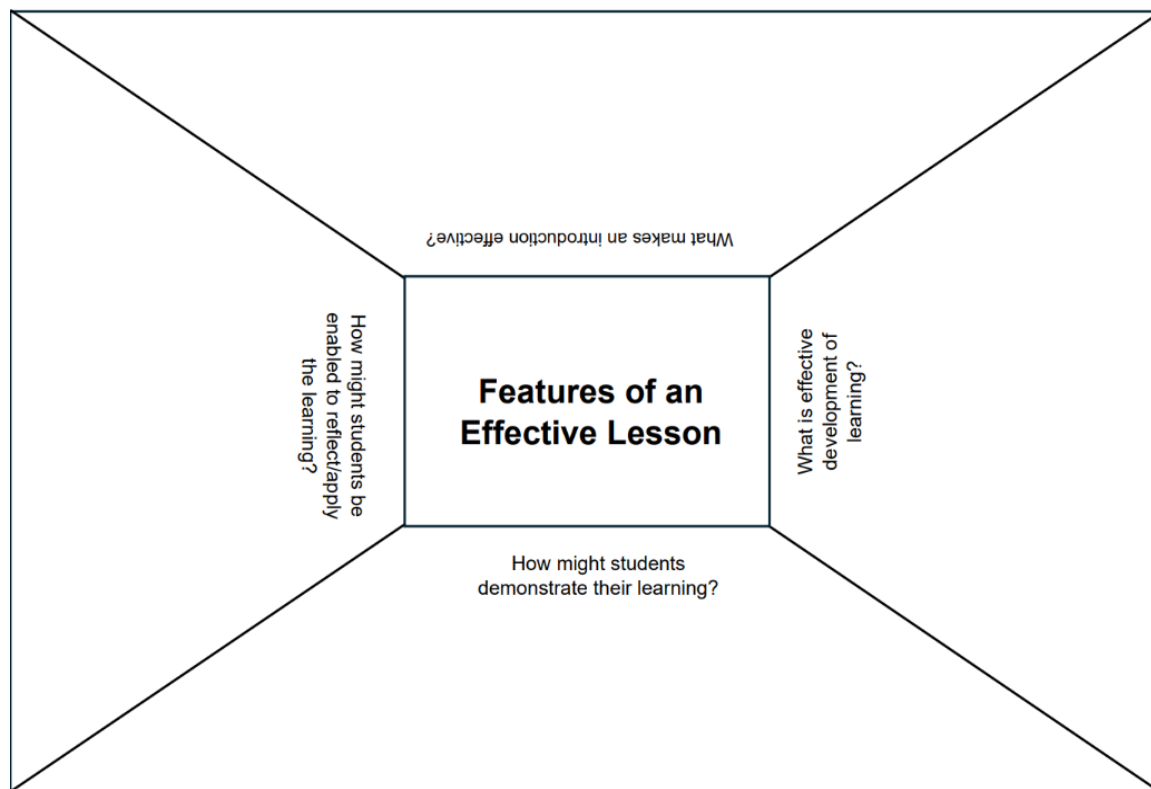 What makes an introduction effective?
How might students be
enabled to reflect/apply
the learning?
Features of an
Effective Lesson
What is effective
development of
learning?
How might students
demonstrate their learning?